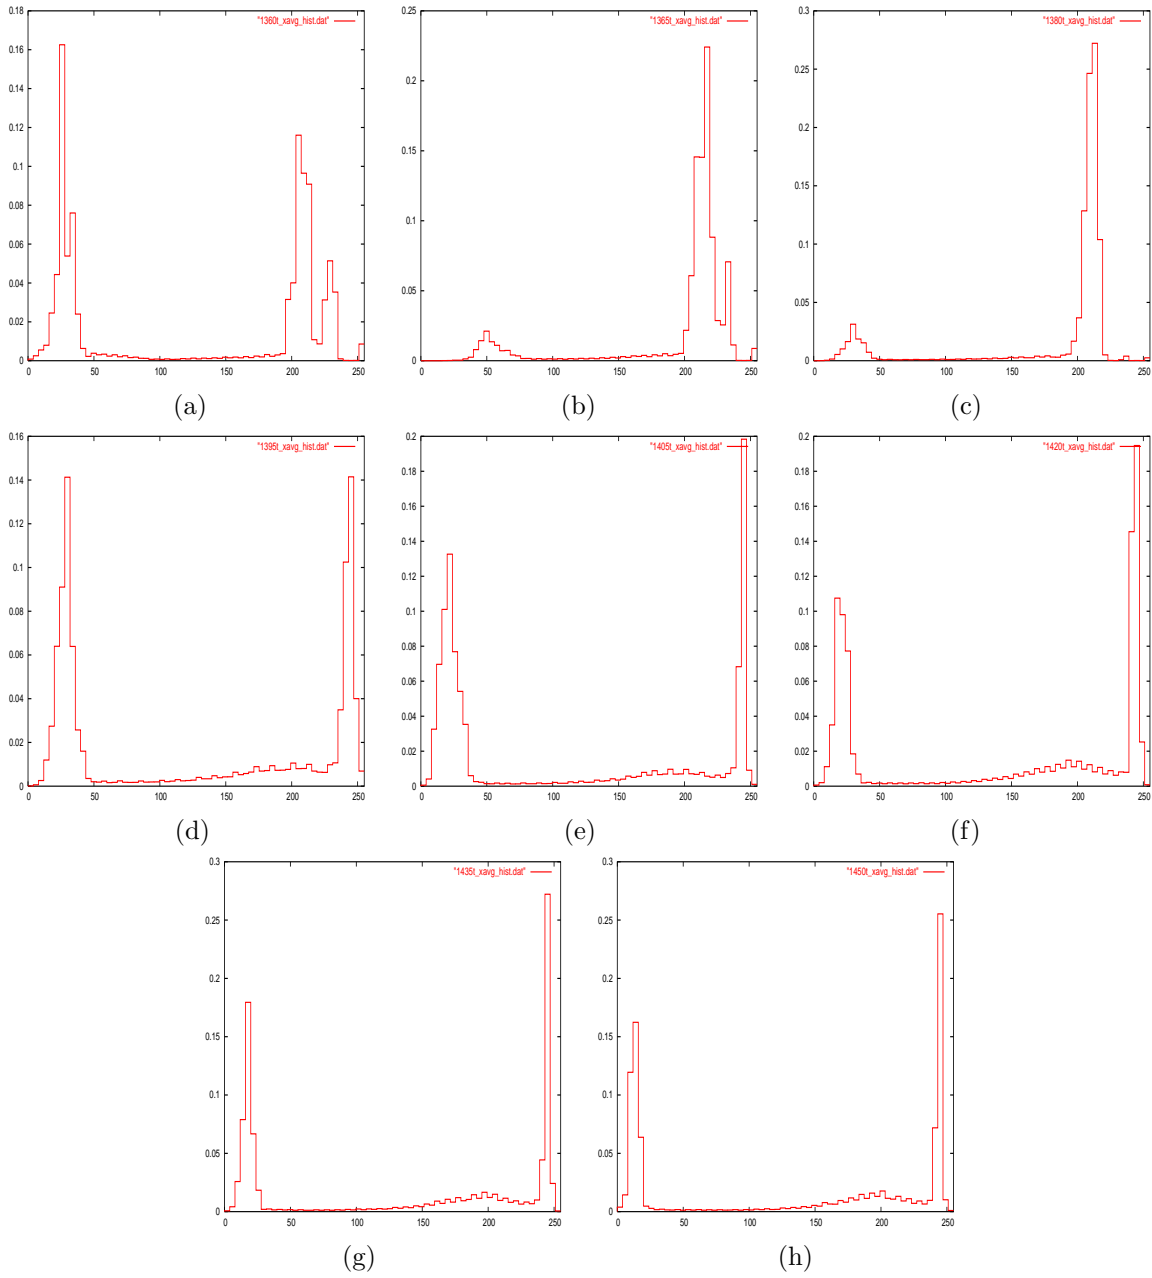 "1360t_xavg_hist.dat"
0.18
0.16
0.14
0.12
0.1
0.08
0.06
0.04
0.02
0
0 50 100 150 200 250
(a)
"1365t_xavg_hist.dat"
0.25
0.2
0.15
0.1
0.05
0
0 50 100 150 200 250
(b)
"1380t_xavg_hist.dat"
0.3
0.25
0.2
0.15
0.1
0.05
0
0 50 100 150 200 250
(c)
"1395t_xavg_hist.dat"
0.16
0.14
0.12
0.1
0.08
0.06
0.04
0.02
0
0 50 100 150 200 250
(d)
"1405t_xavg_hist.dat"
0.2
0.18
0.16
0.14
0.12
0.1
0.08
0.06
0.04
0.02
0
0 50 100 150 200 250
(e)
"1420t_xavg_hist.dat"
0.2
0.18
0.16
0.14
0.12
0.1
0.08
0.06
0.04
0.02
0
0 50 100 150 200 250
(f)
"1435t_xavg_hist.dat"
0.3
0.25
0.2
0.15
0.1
0.05
0
0 50 100 150 200 250
(g)
"1450t_xavg_hist.dat"
0.3
0.25
0.2
0.15
0.1
0.05
0
0 50 100 150 200 250
(h)